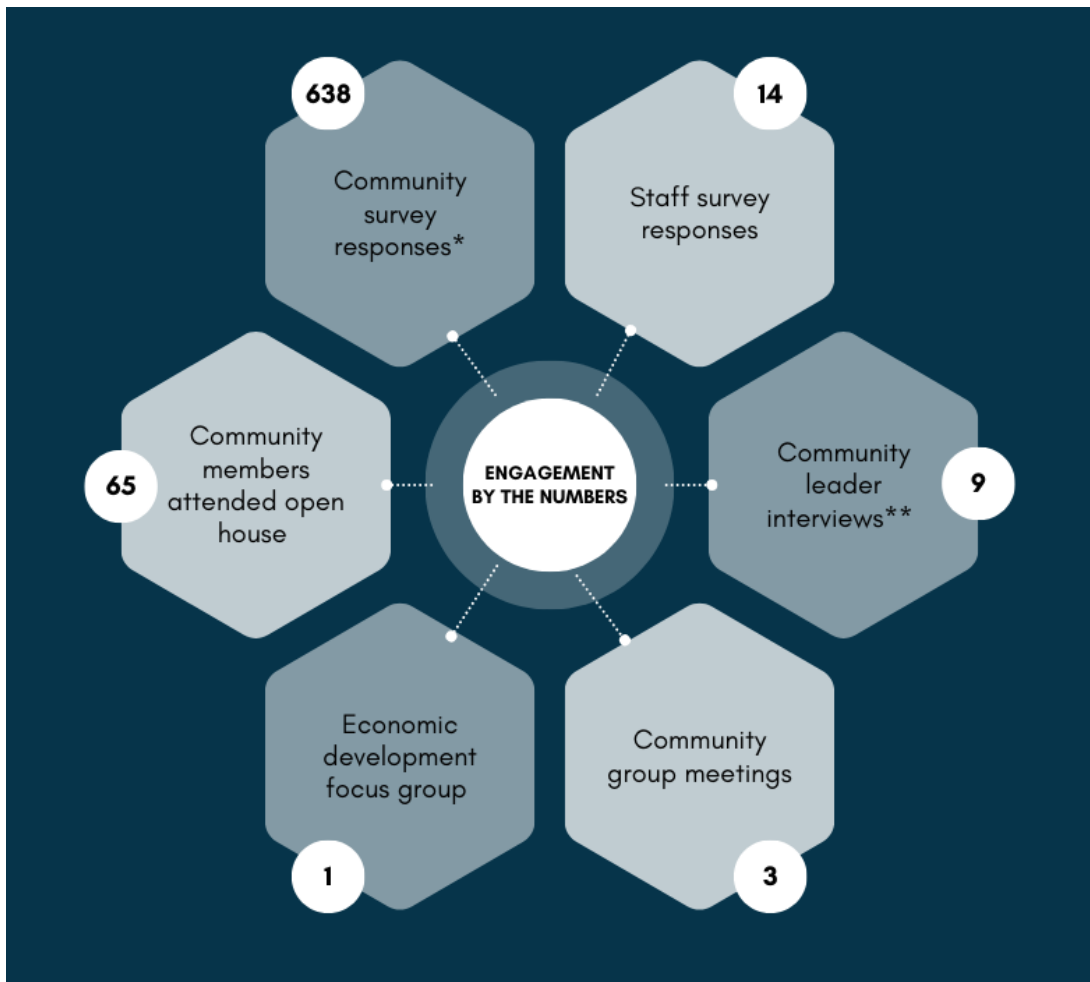 638
Community
survey
responses*
14
Staff survey
responses
65
Community
members
attended open
house
ENGAGEMENT
BY THE NUMBERS
Community
leader
interviews**
9
Economic
development
focus group
1
Community
group meetings
3